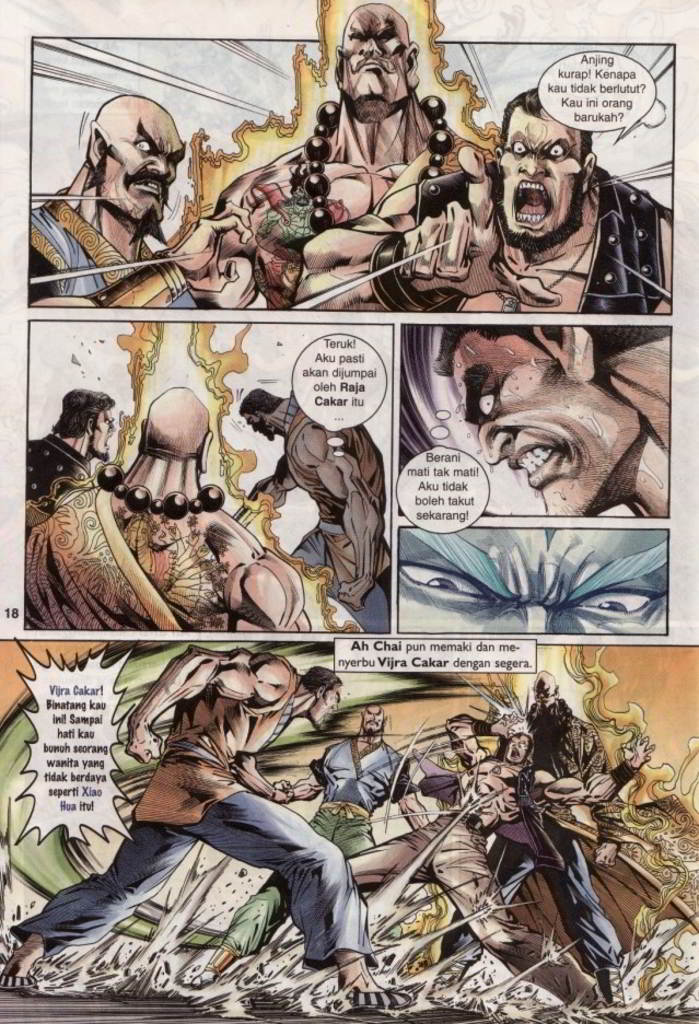 Anjing
kurap! Kenapa
kau tidak berlutut?
Kau ini orang
barukah?
Teruk!
Aku pasti
akan dijumpai
oleh Raja
Cakar itu
...
Berani
mati tak mati!
Aku tidak
boleh takut
sekarang!
18
Ah Chai pun memaki dan me-
nyerbu Vijra Cakar dengan segera.
Vijra Cakar!
Binatang kau
ini! Sampai
hati kau
bunuh seorang
wanita yang
tidak berdaya
seperti Xiao
Hua itu!